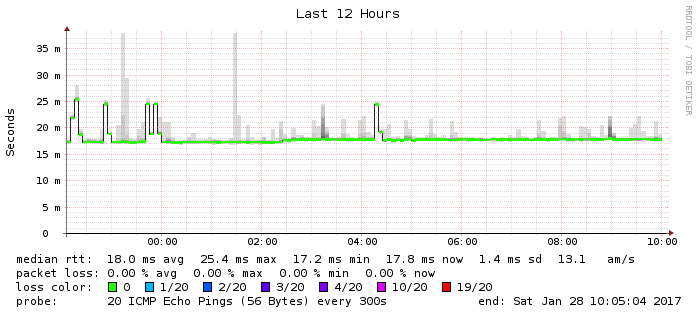 Last 12 Hours
RRDTOOL / TOBI OETIKER
Seconds
35 m
30 m
25 m
20 m
15 m
10 m
5 m
0
00:00 02:00 04:00 06:00 08:00 10:00
median rtt: 18.0 ms avg 25.4 ms max 17.2 ms min 17.8 ms now 1.4 ms sd 13.1 am/s
packet loss: 0.00 % avg 0.00 % max 0.00 % min 0.00 % now
loss color: 0 1/20 2/20 3/20 4/20 10/20 19/20
probe: 20 ICMP Echo Pings (56 Bytes) every 300s end: Sat Jan 28 10:05:04 2017